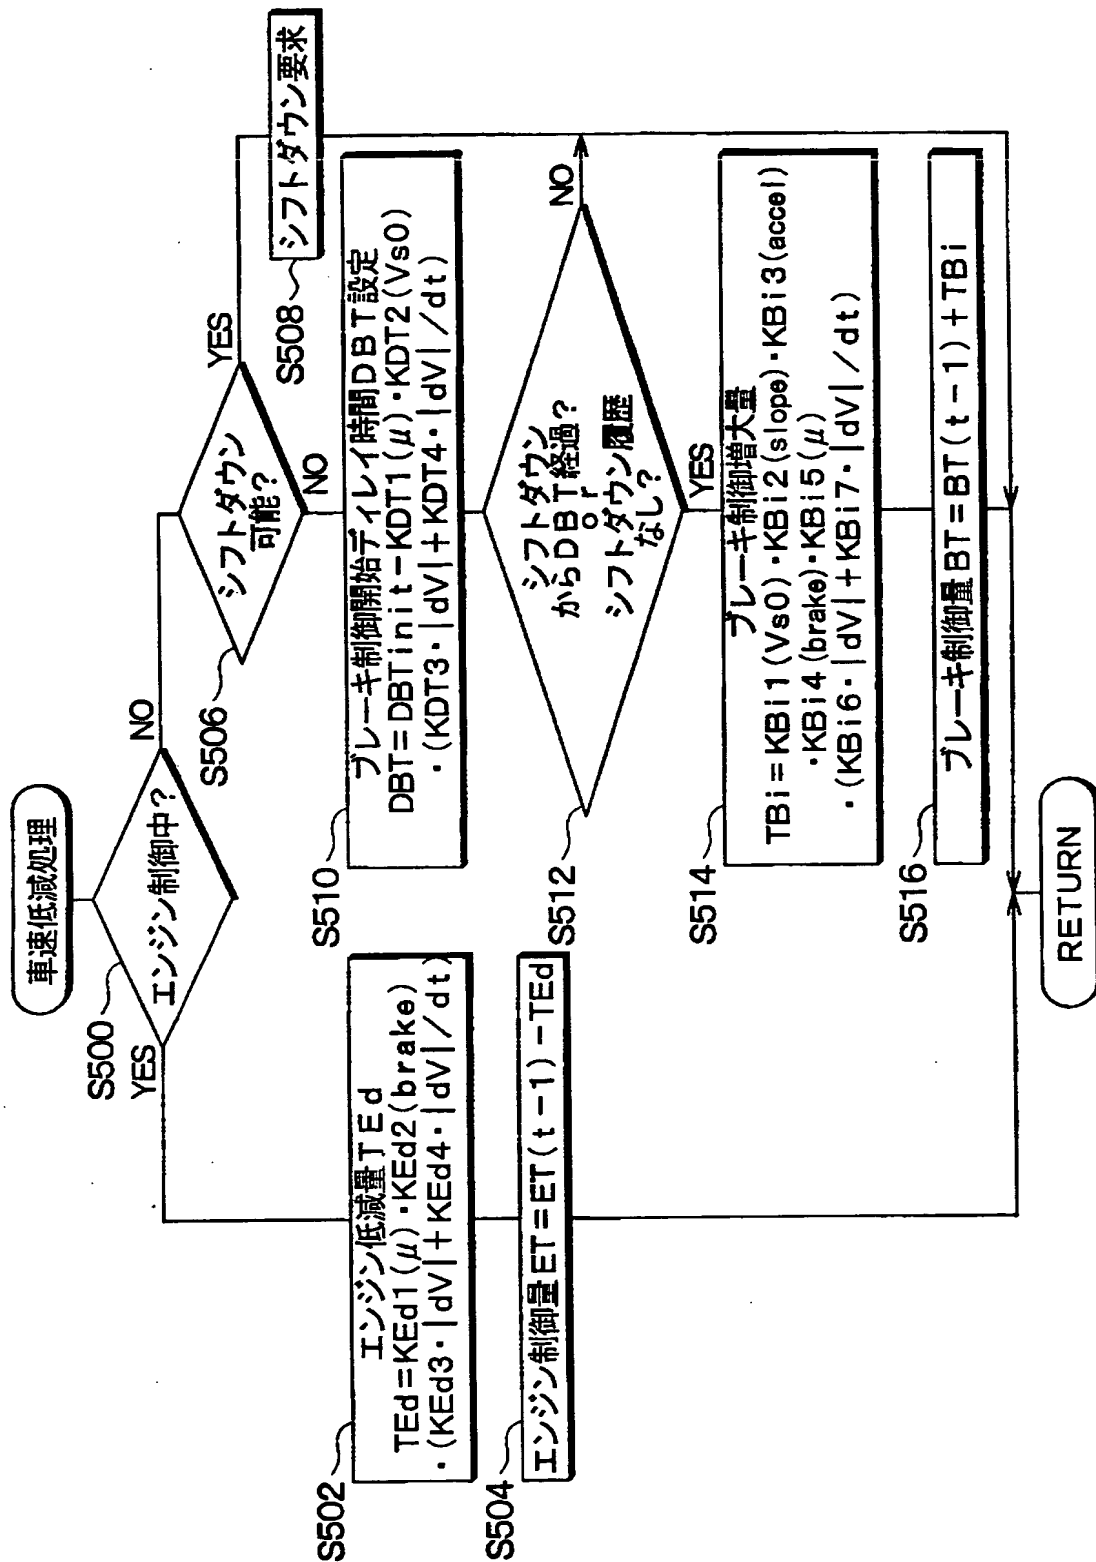 車速低減処理
S500
エンジン制御中?
YES
NO
S502
エンジン低減量TEd
TEd=KEd1(μ)・KEd2(brake)
・(KEd3・|dV|+KEd4・|dV|/dt)
S504
エンジン制御量ET=ET(t-1)-TEd
S506
シフトダウン
可能?
YES
NO
S508
シフトダウン要求
S510
ブレーキ制御開始ディレイ時間DBT設定
DBT=DBTinit-KDT1(μ)・KDT2(Vs0)
・(KDT3・|dV|+KDT4・|dV|/dt)
S512
シフトダウン
からDBT経過?
or
シフトダウン履歴
なし?
NO
YES
S514
ブレーキ制御増大量
TBi=KBi1(Vs0)・KBi2(slope)・KBi3(accel)
・KBi4(brake)・KBi5(μ)
・(KBi6・|dV|+KBi7・|dV|/dt)
S516
ブレーキ制御量BT=BT(t-1)+TBi
RETURN